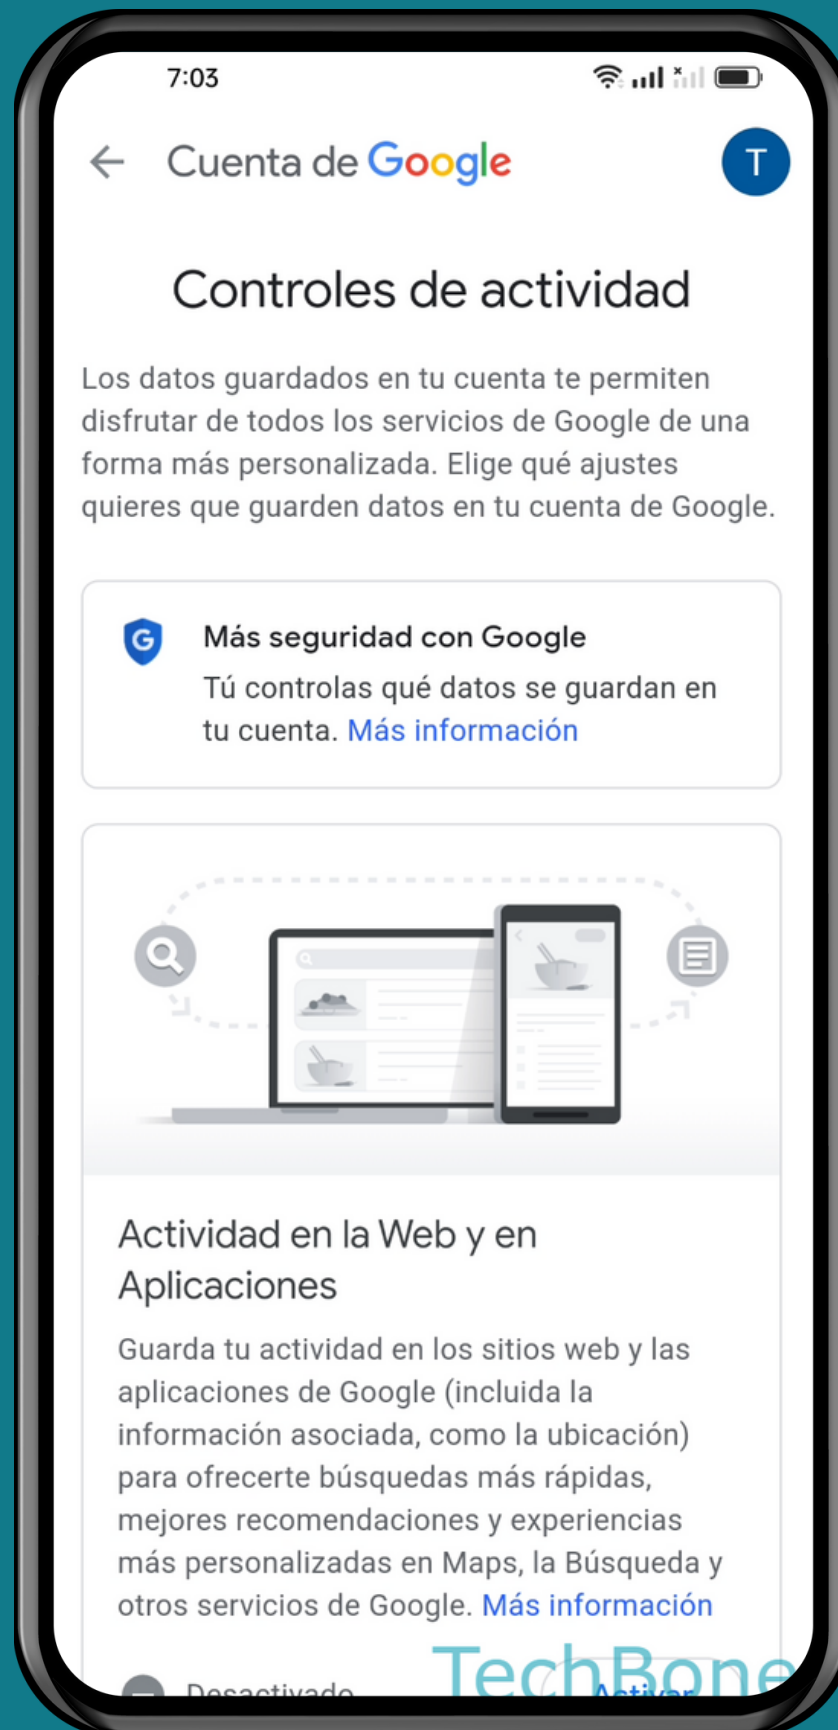 7:03
Cuenta de Google
T
Controles de actividad
Los datos guardados en tu cuenta te permiten
disfrutar de todos los servicios de Google de una
forma más personalizada. Elige qué ajustes
quieres que guarden datos en tu cuenta de Google.
G
Más seguridad con Google
Tú controlas qué datos se guardan en
tu cuenta. Más información
Actividad en la Web y en
Aplicaciones
Guarda tu actividad en los sitios web y las
aplicaciones de Google (incluida la
información asociada, como la ubicación)
para ofrecerte búsquedas más rápidas,
mejores recomendaciones y experiencias
más personalizadas en Maps, la Búsqueda y
otros servicios de Google. Más información
Desactivado Activar
TechBone